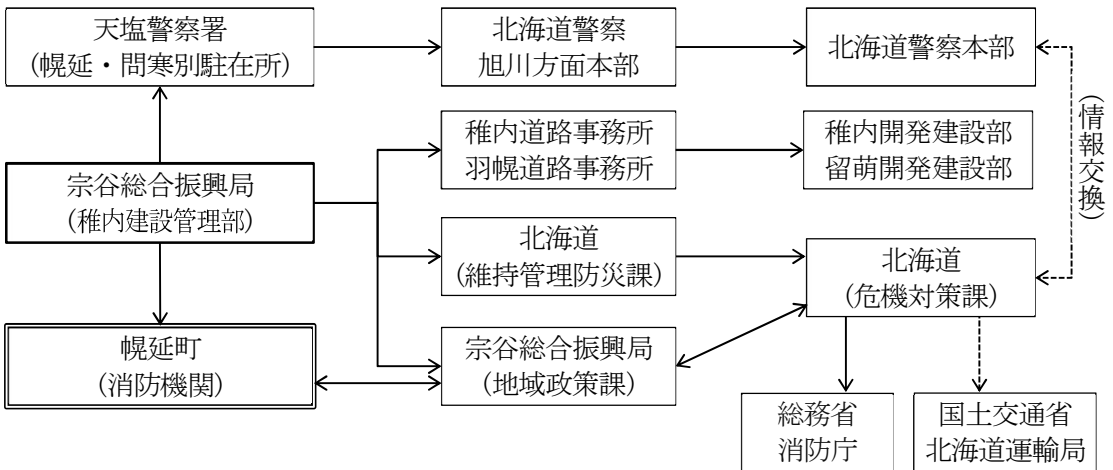 天塩警察署
（幌延・問寒別駐在所）
北海道警察
旭川方面本部
北海道警察本部
（情報交換）
稚内道路事務所
羽幌道路事務所
稚内開発建設部
留萌開発建設部
宗谷総合振興局
（稚内建設管理部）
北海道
（維持管理防災課）
北海道
（危機対策課）
幌延町
（消防機関）
宗谷総合振興局
（地域政策課）
総務省
消防庁
国土交通省
北海道運輸局